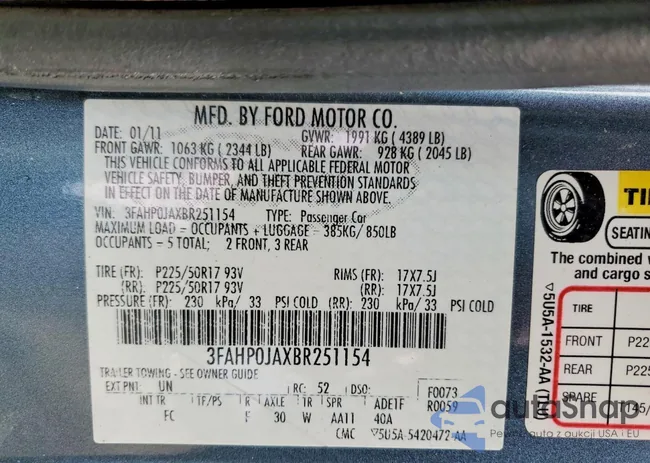 MFD. BY FORD MOTOR CO.
DATE: 01/11 GVWR: 1991 KG ( 4389 LB)
FRONT GAWR: 1063 KG ( 2344 LB) REAR GAWR: 928 KG ( 2045 LB)
THIS VEHICLE CONFORMS TO ALL APPLICABLE FEDERAL MOTOR
VEHICLE SAFETY, BUMPER, AND THEFT PREVENTION STANDARDS
IN EFFECT ON THE DATE OF MANUFACTURE SHOWN ABOVE.
VIN: 3FAHP0JAXBR251154 TYPE: Passenger Car
MAXIMUM LOAD = OCCUPANTS + LUGGAGE = 385KG/850LB
OCCUPANTS = 5 TOTAL; 2 FRONT, 3 REAR
TIRE (FR): P225/50R17 93V RIMS (FR): 17X7.5J
(RR): P225/50R17 93V (RR): 17X7.5J
PRESSURE (FR): 230 kPa/ 33 PSI COLD (RR): 230 kPa/ 33 PSI COLD
3FAHP0JAXBR251154
TRAILER TOWING - SEE OWNER GUIDE
EXT PNT: UN RC: 52 DSO: F0073
R0059
INT TR TP/PS R AXLE TR SPR ADE1F
FC F 30 W AA11 40A
CMC 5U5A-5420472-AA
SEATING
The combined
and cargo
TIRE
FRONT P22
REAR P225
SPARE
5U5A-1532-AA
autaSnap